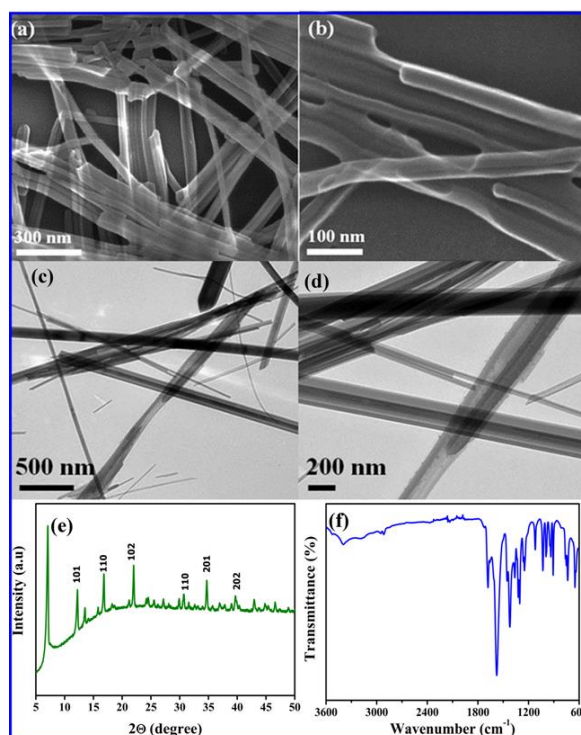 (a)
300 nm
(b)
100 nm
(c)
500 nm
(d)
200 nm
(e)
Intensity (a.u)
101
110
102
110
201
202
5 10 15 20 25 30 35 40 45 50
2Θ (degree)
(f)
Transmittance (%)
3600 3000 2400 1800 1200 600
Wavenumber (cm⁻¹)